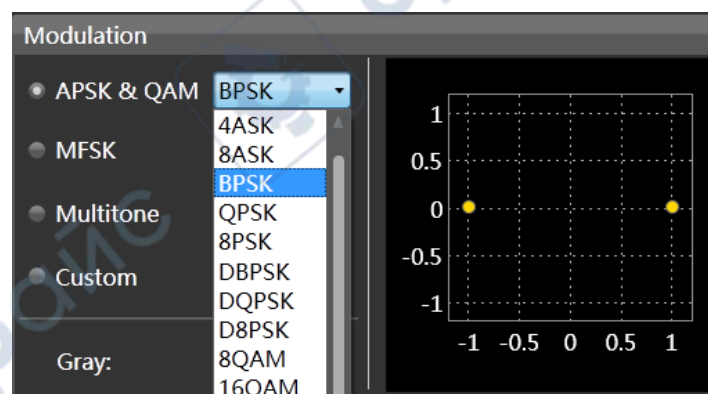 Modulation
APSK & QAM
BPSK
4ASK
8ASK
BPSK
QPSK
8PSK
DBPSK
DQPSK
D8PSK
8QAM
16QAM
MFSK
Multitone
Custom
Gray:
1
0.5
0
-0.5
-1
-1 -0.5 0 0.5 1